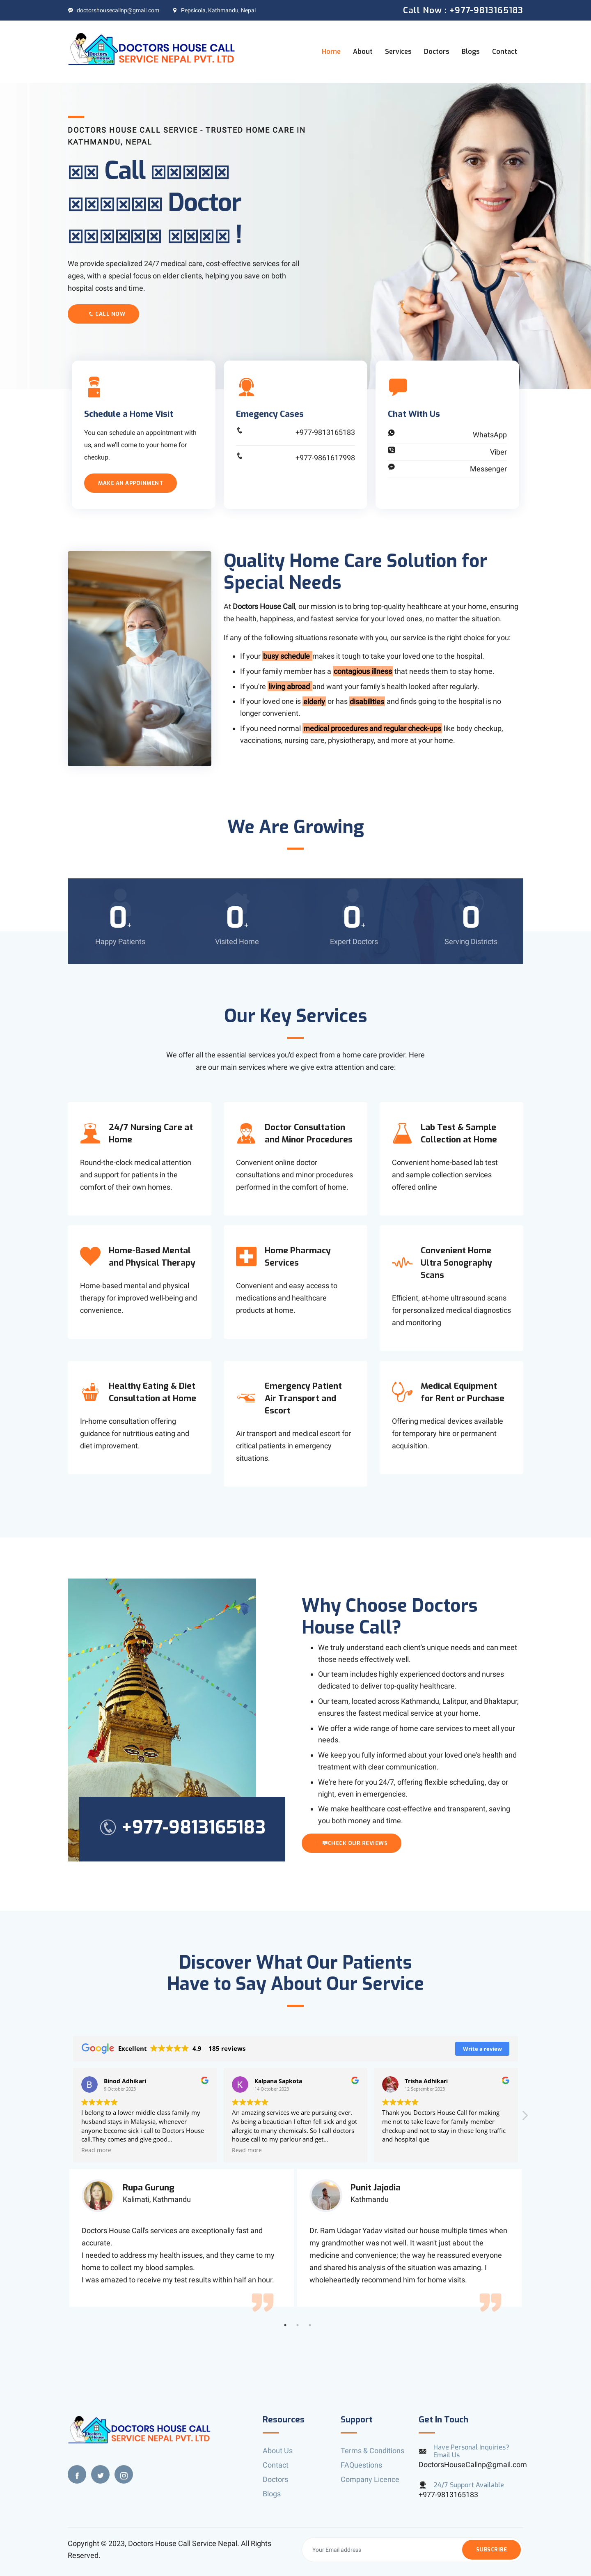 doctorshousecallnp@gmail.com
Pepsicola, Kathmandu, Nepal
Call Now : +977-9813165183
DOCTORS HOUSE CALL
SERVICE NEPAL PVT. LTD
Home
About
Services
Doctors
Blogs
Contact
DOCTORS HOUSE CALL SERVICE - TRUSTED HOME CARE IN
KATHMANDU, NEPAL
Call
Doctor
!
We provide specialized 24/7 medical care, cost-effective services for all
ages, with a special focus on elder clients, helping you save on both
hospital costs and time.
CALL NOW
Schedule a Home Visit
You can schedule an appointment with
us, and we'll come to your home for
checkup.
MAKE AN APPOINMENT
Emegency Cases
+977-9813165183
+977-9861617998
Chat With Us
WhatsApp
Viber
Messenger
Quality Home Care Solution for
Special Needs
At Doctors House Call, our mission is to bring top-quality healthcare at your home, ensuring
the health, happiness, and fastest service for your loved ones, no matter the situation.
If any of the following situations resonate with you, our service is the right choice for you:
If your busy schedule makes it tough to take your loved one to the hospital.
If your family member has a contagious illness that needs them to stay home.
If you're living abroad and want your family's health looked after regularly.
If your loved one is elderly or has disabilities and finds going to the hospital is no
longer convenient.
If you need normal medical procedures and regular check-ups like body checkup,
vaccinations, nursing care, physiotherapy, and more at your home.
We Are Growing
0+
Happy Patients
0+
Visited Home
0+
Expert Doctors
0
Serving Districts
Our Key Services
We offer all the essential services you'd expect from a home care provider. Here
are our main services where we give extra attention and care:
24/7 Nursing Care at
Home
Round-the-clock medical attention
and support for patients in the
comfort of their own homes.
Doctor Consultation
and Minor Procedures
Convenient online doctor
consultations and minor procedures
performed in the comfort of home.
Lab Test & Sample
Collection at Home
Convenient home-based lab test
and sample collection services
offered online
Home-Based Mental
and Physical Therapy
Home-based mental and physical
therapy for improved well-being and
convenience.
Home Pharmacy
Services
Convenient and easy access to
medications and healthcare
products at home.
Convenient Home
Ultra Sonography
Scans
Efficient, at-home ultrasound scans
for personalized medical diagnostics
and monitoring
Healthy Eating & Diet
Consultation at Home
In-home consultation offering
guidance for nutritious eating and
diet improvement.
Emergency Patient
Air Transport and
Escort
Air transport and medical escort for
critical patients in emergency
situations.
Medical Equipment
for Rent or Purchase
Offering medical devices available
for temporary hire or permanent
acquisition.
+977-9813165183
Why Choose Doctors
House Call?
We truly understand each client's unique needs and can meet
those needs effectively well.
Our team includes highly experienced doctors and nurses
dedicated to deliver top-quality healthcare.
Our team, located across Kathmandu, Lalitpur, and Bhaktapur,
ensures the fastest medical service at your home.
We offer a wide range of home care services to meet all your
needs.
We keep you fully informed about your loved one's health and
treatment with clear communication.
We're here for you 24/7, offering flexible scheduling, day or
night, even in emergencies.
We make healthcare cost-effective and transparent, saving
you both money and time.
CHECK OUR REVIEWS
Discover What Our Patients
Have to Say About Our Service
Google Excellent 4.9 | 185 reviews
Write a review
B
Binod Adhikari
9 October 2023
I belong to a lower middle class family my
husband stays in Malaysia, whenever
anyone become sick i call to Doctors House
call.They comes and give good...
Read more
K
Kalpana Sapkota
14 October 2023
An amazing services we are pursuing ever.
As being a beautician I often fell sick and got
allergic to many chemicals. So I call doctors
house call to my parlour and get...
Read more
Trisha Adhikari
12 September 2023
Thank you Doctors House Call for making
me not to take leave for family member
checkup and not to stay in those long traffic
and hospital que
Rupa Gurung
Kalimati, Kathmandu
Doctors House Call's services are exceptionally fast and
accurate.
I needed to address my health issues, and they came to my
home to collect my blood samples.
I was amazed to receive my test results within half an hour.
Punit Jajodia
Kathmandu
Dr. Ram Udagar Yadav visited our house multiple times when
my grandmother was not well. It wasn't just about the
medicine and convenience; the way he reassured everyone
and shared his analysis of the situation was amazing. I
wholeheartedly recommend him for home visits.
DOCTORS HOUSE CALL
SERVICE NEPAL PVT. LTD
Resources
About Us
Contact
Doctors
Blogs
Support
Terms & Conditions
FAQuestions
Company Licence
Get In Touch
Have Personal Inquiries?
Email Us
DoctorsHouseCallnp@gmail.com
24/7 Support Available
+977-9813165183
Copyright © 2023, Doctors House Call Service Nepal. All Rights
Reserved.
Your Email address
SUBSCRIBE